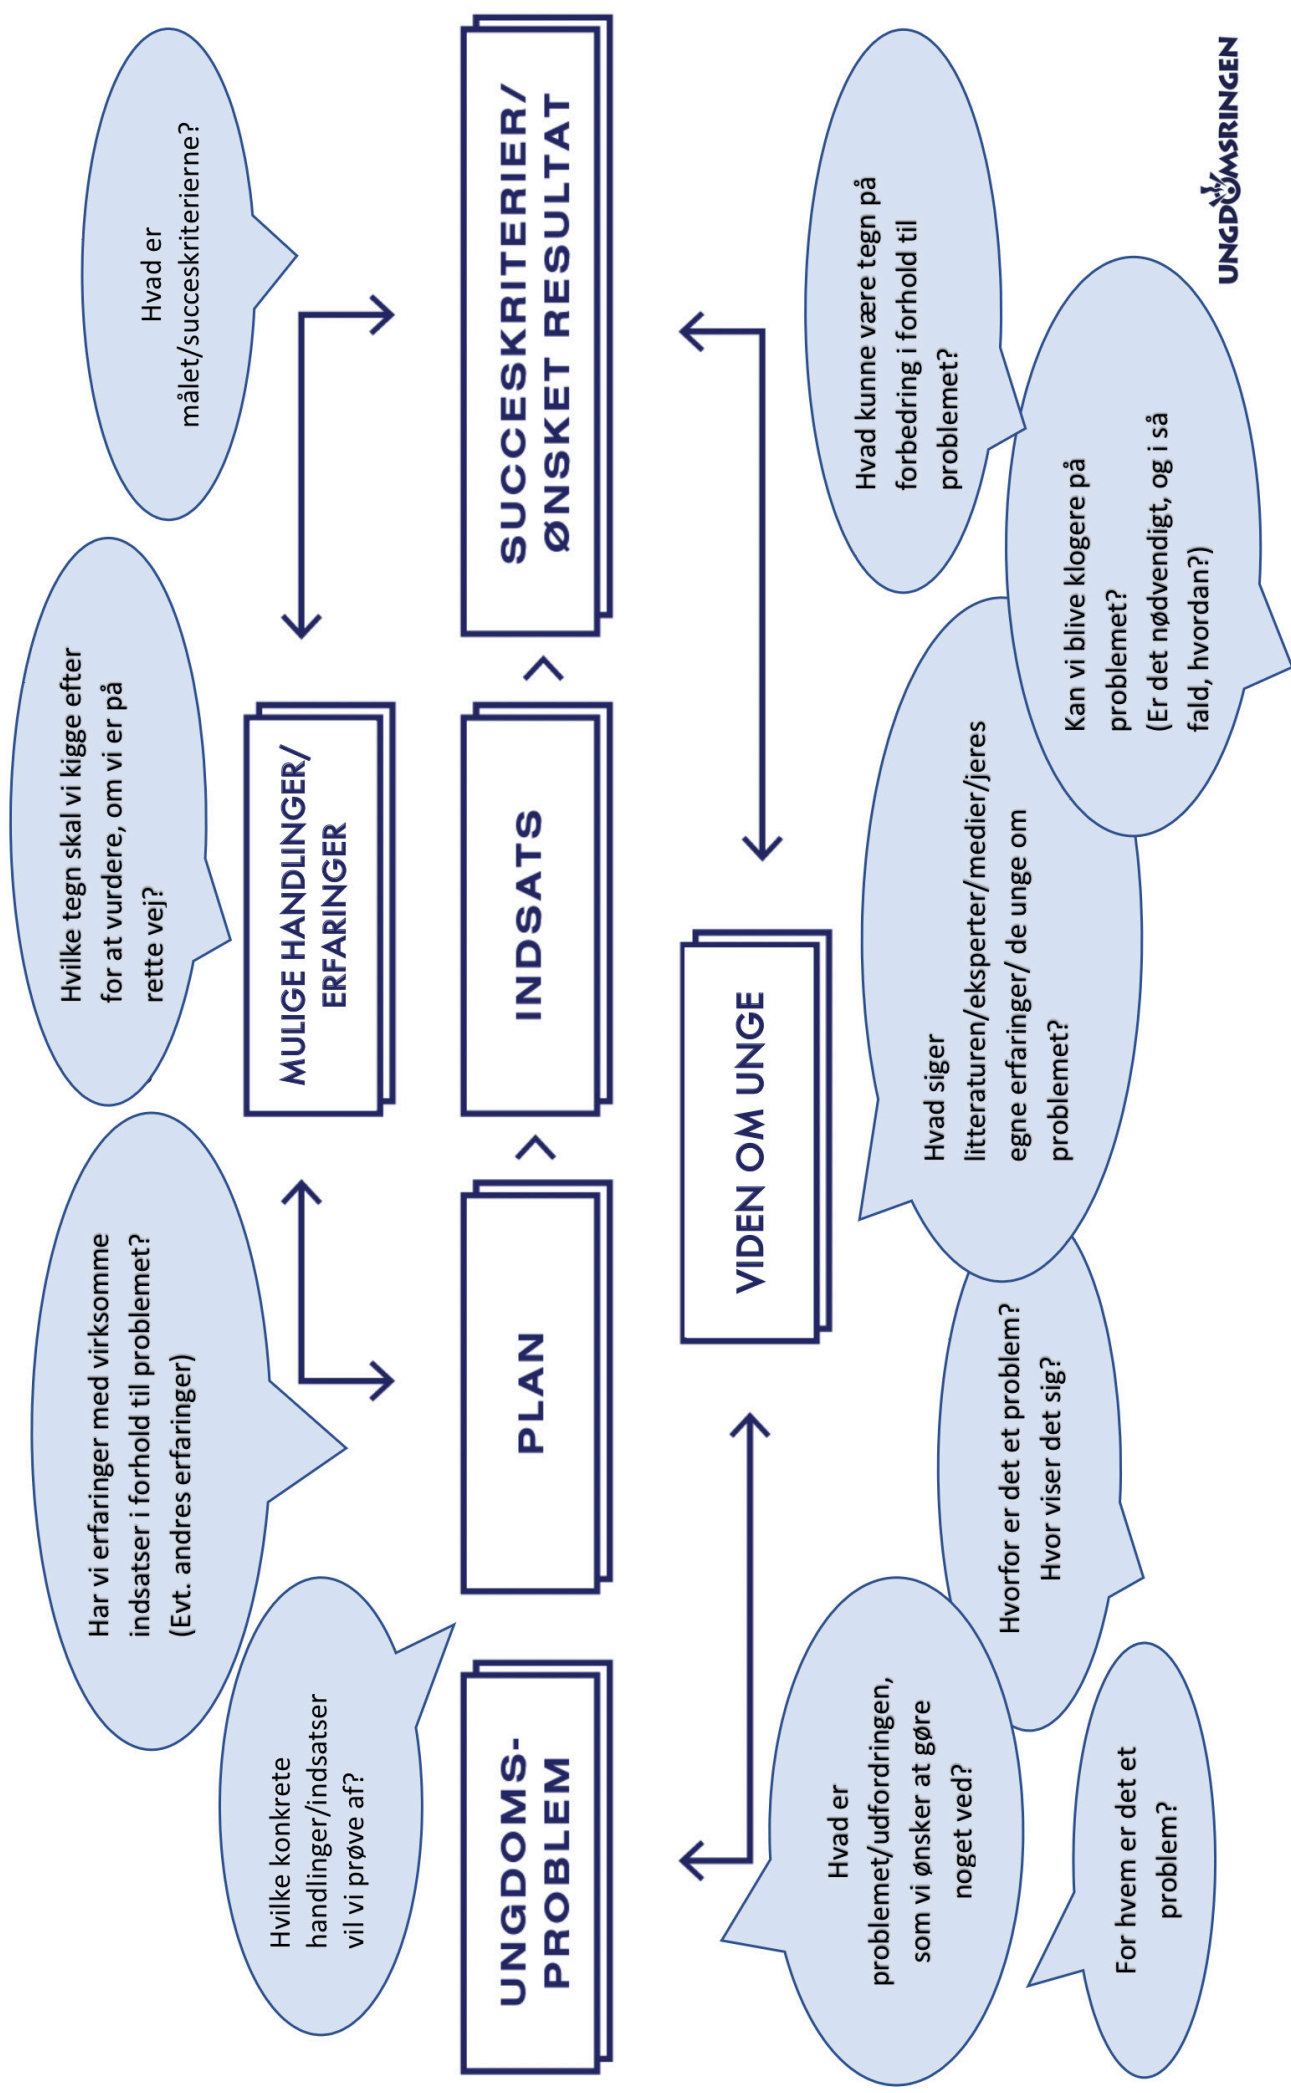 Hvilke konkrete
handlinger/indsatser
vil vi prøve af?
Har vi erfaringer med virksomme
indsatser i forhold til problemet?
(Evt. andres erfaringer)
Hvilke tegn skal vi kigge efter
for at vurdere, om vi er på
rette vej?
Hvad er
målet/succeskriterierne?
MULIGE HANDLINGER/
ERFARINGER
UNGDOMS-
PROBLEM
PLAN
>
INDSATS
>
SUCCESKRITERIER/
ØNSKET RESULTAT
VIDEN OM UNGE
Hvad er
problemet/udfordringen,
som vi ønsker at gøre
noget ved?
For hvem er det et
problem?
Hvorfor er det et problem?
Hvor viser det sig?
Hvad siger
litteraturen/eksperter/medier/jeres
egne erfaringer/ de unge om
problemet?
Kan vi blive klogere på
problemet?
(Er det nødvendigt, og i så
fald, hvordan?)
Hvad kunne være tegn på
forbedring i forhold til
problemet?
UNGDOMSRINGEN